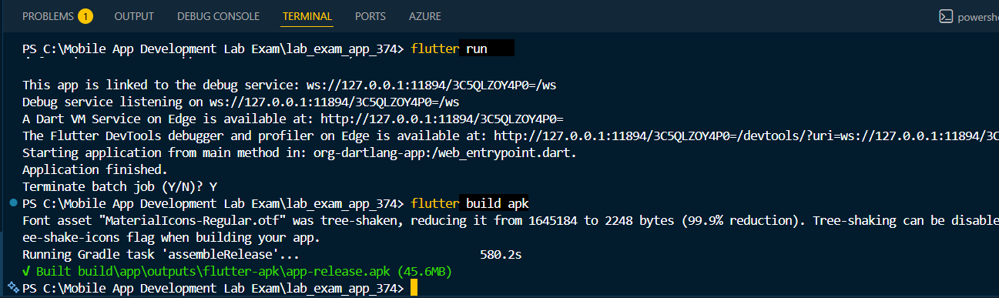 PROBLEMS 1 OUTPUT DEBUG CONSOLE TERMINAL PORTS AZURE powersh
PS C:\Mobile App Development Lab Exam\lab_exam_app_374> flutter run
This app is linked to the debug service: ws://127.0.0.1:11894/3C5QLZOY4P0=/ws
Debug service listening on ws://127.0.0.1:11894/3C5QLZOY4P0=/ws
A Dart VM Service on Edge is available at: http://127.0.0.1:11894/3C5QLZOY4P0=
The Flutter DevTools debugger and profiler on Edge is available at: http://127.0.0.1:11894/3C5QLZOY4P0=/devtools/?uri=ws://127.0.0.1:11894/3C
Starting application from main method in: org-dartlang-app:/web_entrypoint.dart.
Application finished.
Terminate batch job (Y/N)? Y
PS C:\Mobile App Development Lab Exam\lab_exam_app_374> flutter build apk
Font asset "MaterialIcons-Regular.otf" was tree-shaken, reducing it from 1645184 to 2248 bytes (99.9% reduction). Tree-shaking can be disable
ee-shake-icons flag when building your app.
Running Gradle task 'assembleRelease'... 580.2s
√ Built build\app\outputs\flutter-apk\app-release.apk (45.6MB)
PS C:\Mobile App Development Lab Exam\lab_exam_app_374>